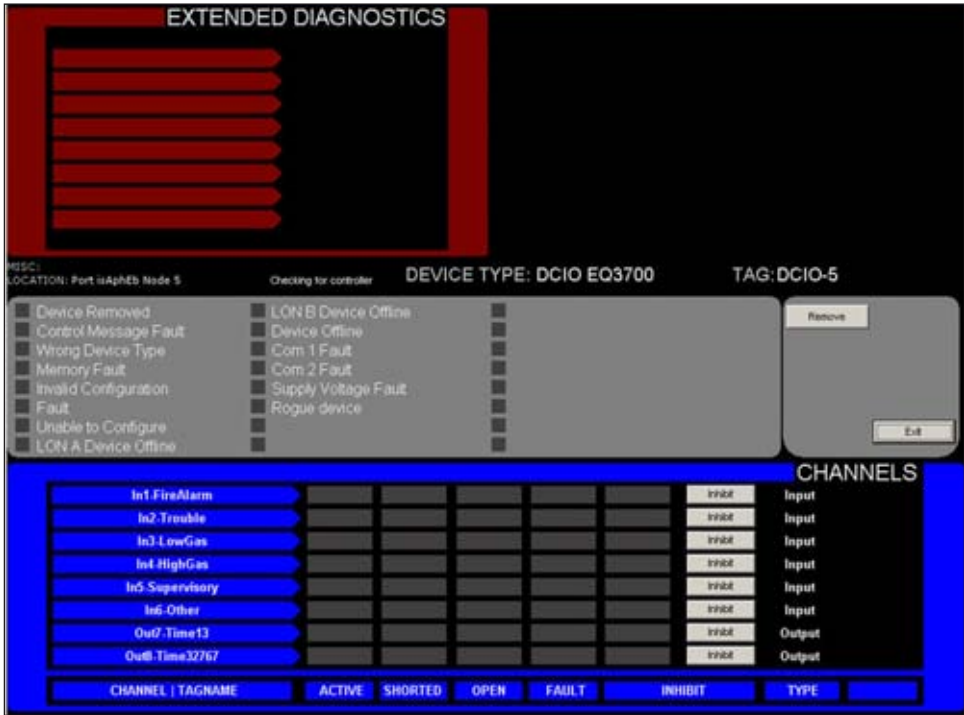 EXTENDED DIAGNOSTICS
MISC:
LOCATION: Port isAphEb Node 5
Checking for controller
DEVICE TYPE: DCIO EQ3700
TAG:DCIO-5
Device Removed
Control Message Fault
Wrong Device Type
Memory Fault
Invalid Configuration
Fault
Unable to Configure
LON A Device Offline
LON B Device Offline
Device Offline
Com 1 Fault
Com 2 Fault
Supply Voltage Fault
Rogue device
Remove
Exit
CHANNELS
In1-FireAlarm Inhibit Input
In2-Trouble Inhibit Input
In3-LowGas Inhibit Input
In4-HighGas Inhibit Input
In5-Supervisory Inhibit Input
In6-Other Inhibit Input
Out7-Time13 Inhibit Output
Out8-Time32767 Inhibit Output
CHANNEL | TAGNAME ACTIVE SHORTED OPEN FAULT INHIBIT TYPE